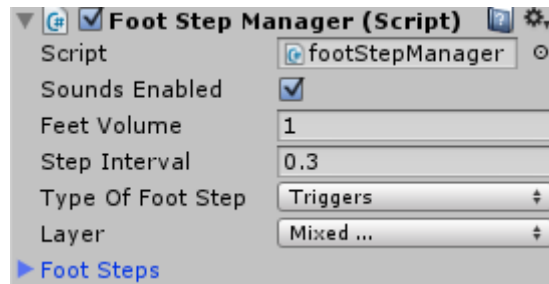 Foot Step Manager (Script)
Script footStepManager
Sounds Enabled
Feet Volume 1
Step Interval 0.3
Type Of Foot Step Triggers
Layer Mixed ...
Foot Steps